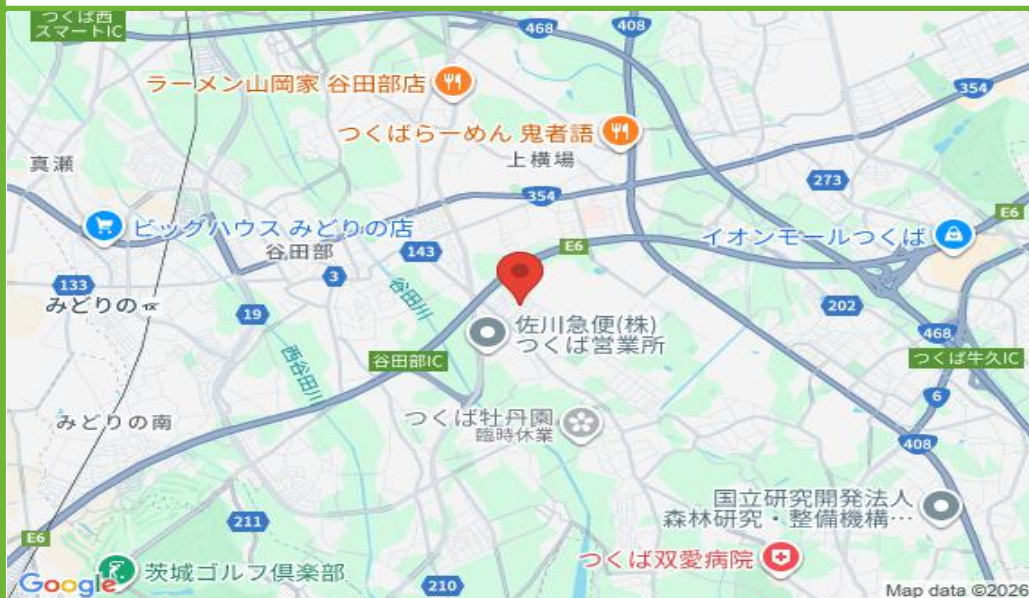 つくば西
スマートIC
468
408
ラーメン山岡家 谷田部店
354
つくばらーめん 鬼者語
上横場
真瀬
273
354
E6
ビッグハウス みどりの店
E6
イオンモールつくば
谷田部
143
3
133
谷田川
みどりの
202
19
佐川急便(株)
つくば営業所
468
谷田部IC
つくば牛久IC
西谷田川
6
つくば牡丹園
臨時休業
みどりの南
408
国立研究開発法人
森林研究・整備機構…
211
E6
つくば双愛病院
茨城ゴルフ倶楽部
210
Google
Map data ©2026